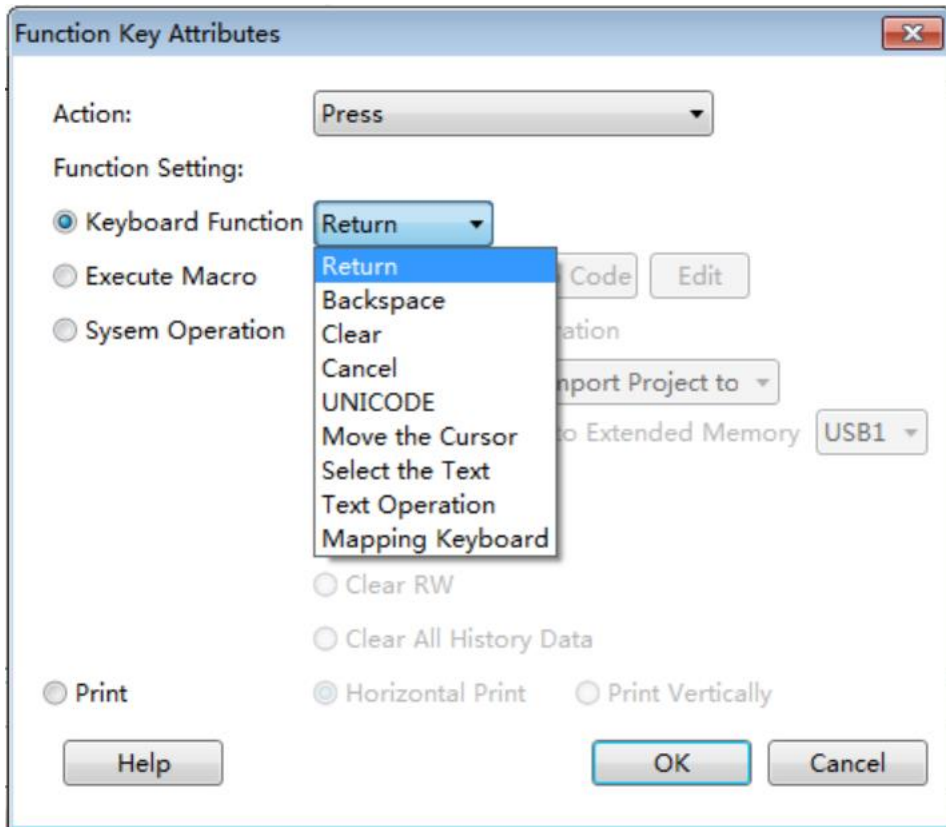 Function Key Attributes
Action: Press
Function Setting:
Keyboard Function Return
Return
Execute Macro Code Edit
Backspace
Sysem Operation Clear ation
Cancel
nport Project to
UNICODE
Move the Cursor o Extended Memory USB1
Select the Text
Text Operation
Mapping Keyboard
Clear RW
Clear All History Data
Print Horizontal Print Print Vertically
Help OK Cancel